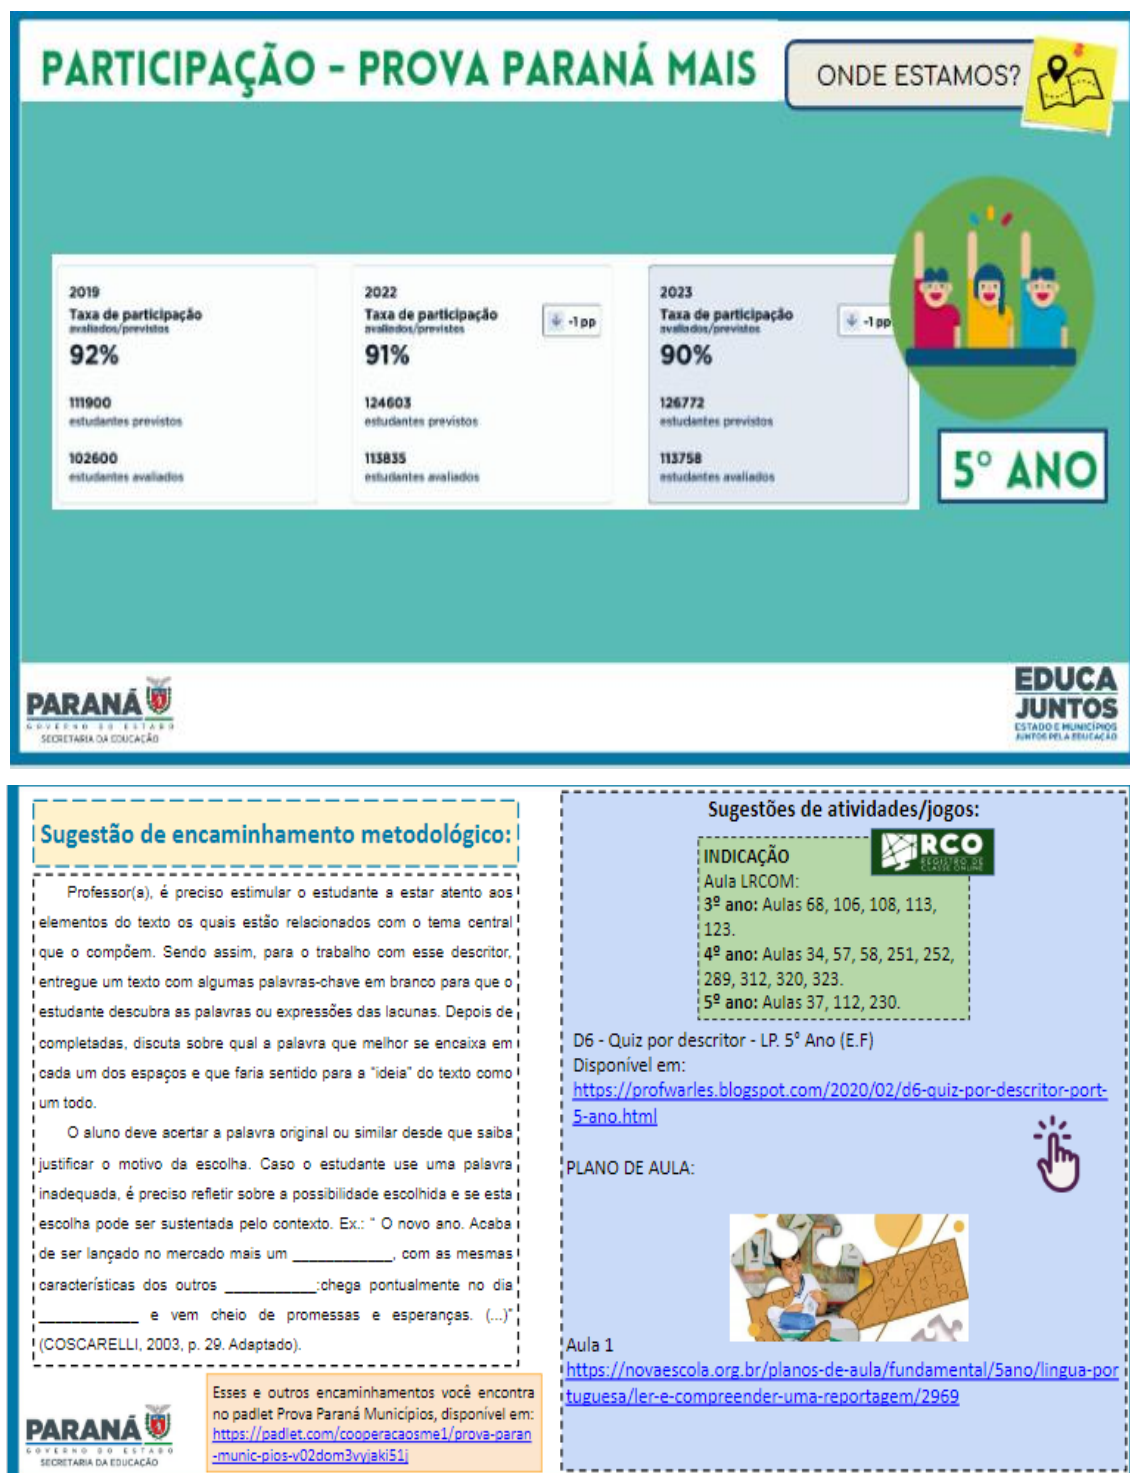 PARTICIPAÇÃO - PROVA PARANÁ MAIS
ONDE ESTAMOS?
2019
Taxa de participação
avaliados/previstos
92%
111900
estudantes previstos
102600
estudantes avaliados
2022
Taxa de participação
avaliados/previstos
-1 pp
91%
124603
estudantes previstos
113835
estudantes avaliados
2023
Taxa de participação
avaliados/previstos
-1 pp
90%
126772
estudantes previstos
113758
estudantes avaliados
5º ANO
PARANÁ
GOVERNO DO ESTADO
SECRETARIA DA EDUCAÇÃO
EDUCA
JUNTOS
ESTADO E MUNICÍPIOS
JUNTOS PELA EDUCAÇÃO
Sugestão de encaminhamento metodológico:
Professor(a), é preciso estimular o estudante a estar atento aos
elementos do texto os quais estão relacionados com o tema central
que o compõem. Sendo assim, para o trabalho com esse descritor,
entregue um texto com algumas palavras-chave em branco para que o
estudante descubra as palavras ou expressões das lacunas. Depois de
completadas, discuta sobre qual a palavra que melhor se encaixa em
cada um dos espaços e que faria sentido para a "ideia" do texto como
um todo.
O aluno deve acertar a palavra original ou similar desde que saiba
justificar o motivo da escolha. Caso o estudante use uma palavra
inadequada, é preciso refletir sobre a possibilidade escolhida e se esta
escolha pode ser sustentada pelo contexto. Ex.: " O novo ano. Acaba
de ser lançado no mercado mais um ____________, com as mesmas
características dos outros ___________:chega pontualmente no dia
____________ e vem cheio de promessas e esperanças. (...)"
(COSCARELLI, 2003, p. 29. Adaptado).
Esses e outros encaminhamentos você encontra
no padlet Prova Paraná Municípios, disponível em:
https://padlet.com/cooperacaosme1/prova-paran
-munic-pios-v02dom3vyjaki51j
PARANÁ
GOVERNO DO ESTADO
SECRETARIA DA EDUCAÇÃO
Sugestões de atividades/jogos:
RCO
REGISTRO DE
CLASSE ONLINE
INDICAÇÃO
Aula LRCOM:
3º ano: Aulas 68, 106, 108, 113,
123.
4º ano: Aulas 34, 57, 58, 251, 252,
289, 312, 320, 323.
5º ano: Aulas 37, 112, 230.
D6 - Quiz por descritor - LP. 5° Ano (E.F)
Disponível em:
https://profwarles.blogspot.com/2020/02/d6-quiz-por-descritor-port-
5-ano.html
PLANO DE AULA:
Aula 1
https://novaescola.org.br/planos-de-aula/fundamental/5ano/lingua-por
tuguesa/ler-e-compreender-uma-reportagem/2969